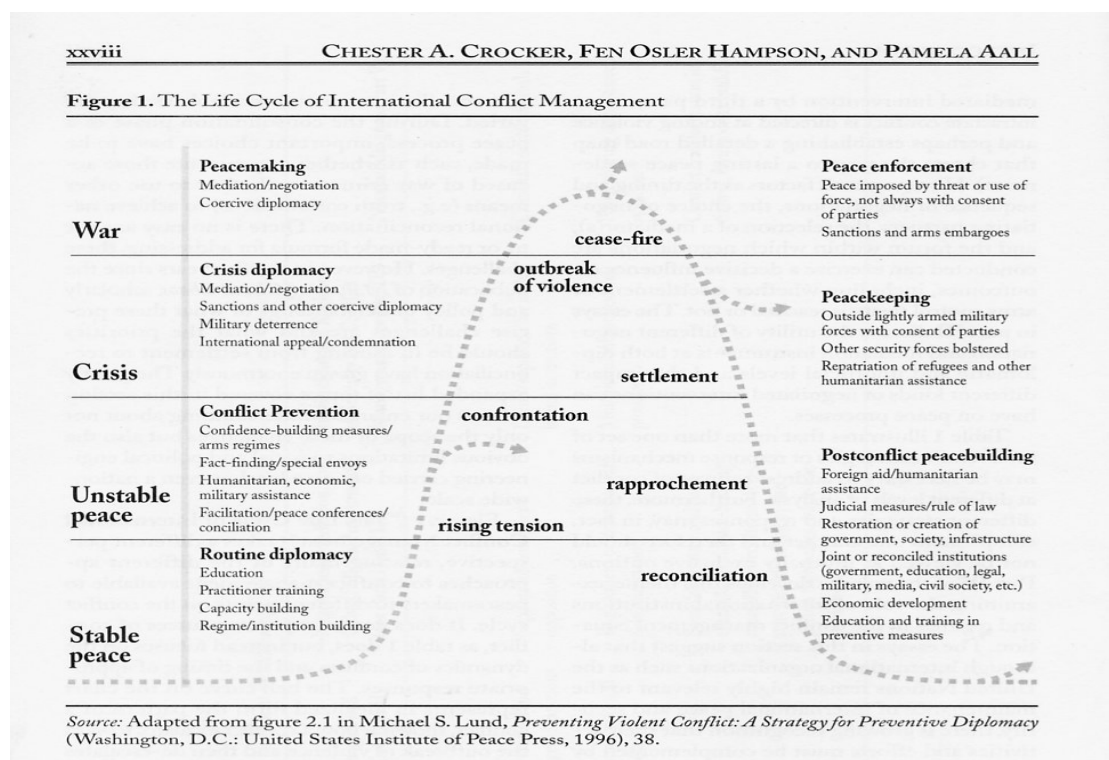 xxviii CHESTER A. CROCKER, FEN OSLER HAMPSON, AND PAMELA AALL
Figure 1. The Life Cycle of International Conflict Management
Peacemaking
Mediation/negotiation
Coercive diplomacy
War
Crisis diplomacy
Mediation/negotiation
Sanctions and other coercive diplomacy
Military deterrence
International appeal/condemnation
Crisis
Conflict Prevention
Confidence-building measures/
arms regimes
Fact-finding/special envoys
Humanitarian, economic,
military assistance
Facilitation/peace conferences/
conciliation
Unstable
peace
Routine diplomacy
Education
Practitioner training
Capacity building
Regime/institution building
Stable
peace
cease-fire
outbreak
of violence
settlement
confrontation
rapprochement
rising tension
reconciliation
Peace enforcement
Peace imposed by threat or use of
force, not always with consent
of parties
Sanctions and arms embargoes
Peacekeeping
Outside lightly armed military
forces with consent of parties
Other security forces bolstered
Repatriation of refugees and other
humanitarian assistance
Postconflict peacebuilding
Foreign aid/humanitarian
assistance
Judicial measures/rule of law
Restoration or creation of
government, society, infrastructure
Joint or reconciled institutions
(government, education, legal,
military, media, civil society, etc.)
Economic development
Education and training in
preventive measures
Source: Adapted from figure 2.1 in Michael S. Lund, Preventing Violent Conflict: A Strategy for Preventive Diplomacy
(Washington, D.C.: United States Institute of Peace Press, 1996), 38.